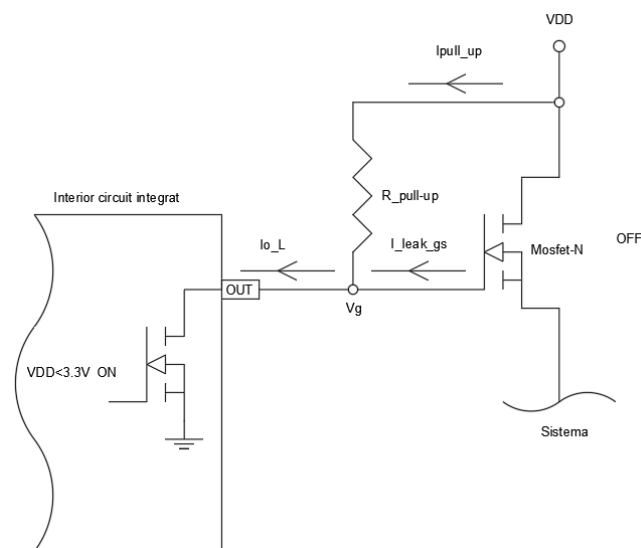 VDD
Ipull_up
Interior circuit integrat
R_pull-up
Io_L
I_leak_gs
Mosfet-N
OFF
OUT
Vg
VDD<3.3V ON
Sistema